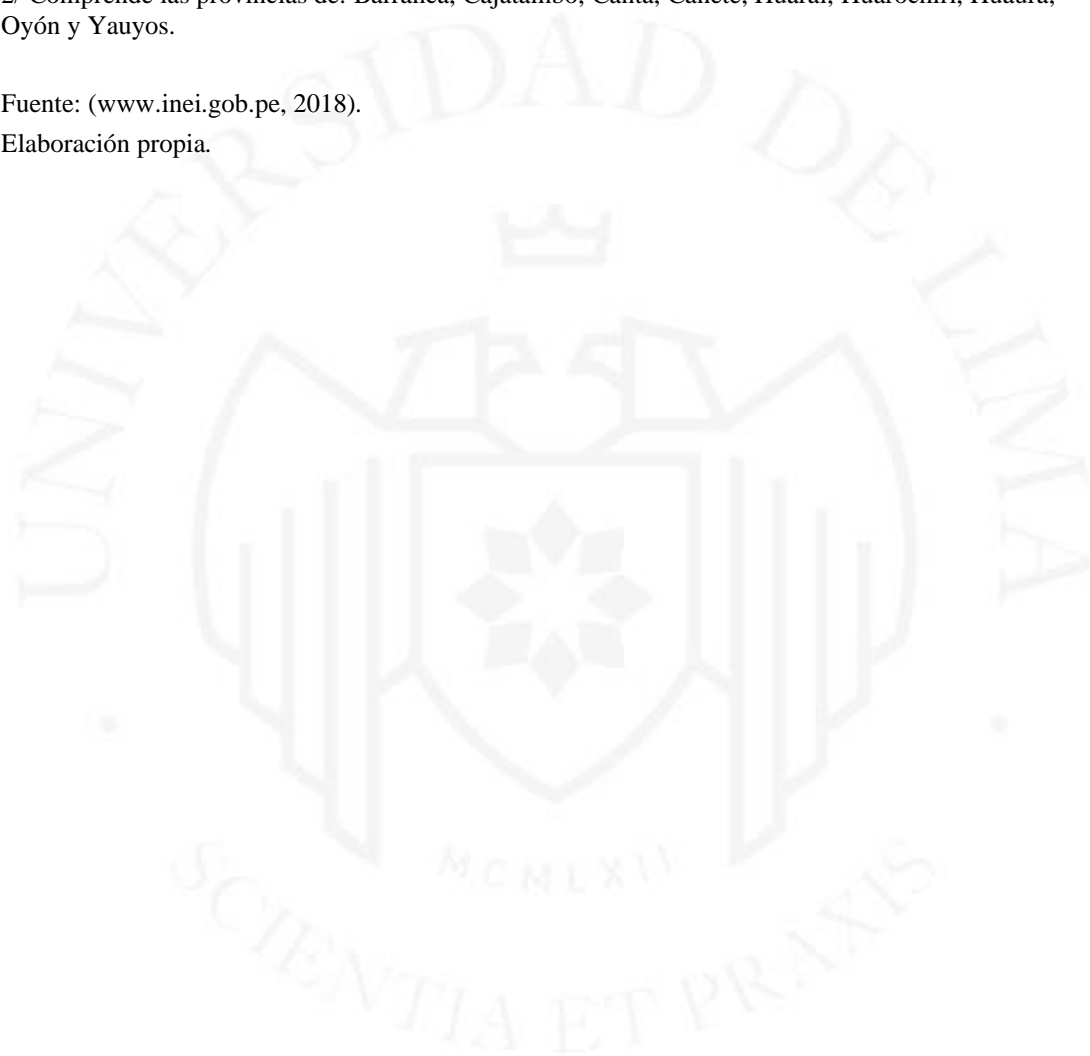 2/ Comprende las provincias de: Barranca, Cajatambo, Canta, Cañete, Huaral, Huarochirí, Huaura,
Oyón y Yauyos.
Fuente: (www.inei.gob.pe, 2018).
Elaboración propia.
UNIVERSIDAD DE LIMA
MCMLXII
SCIENTIA ET PRAXIS